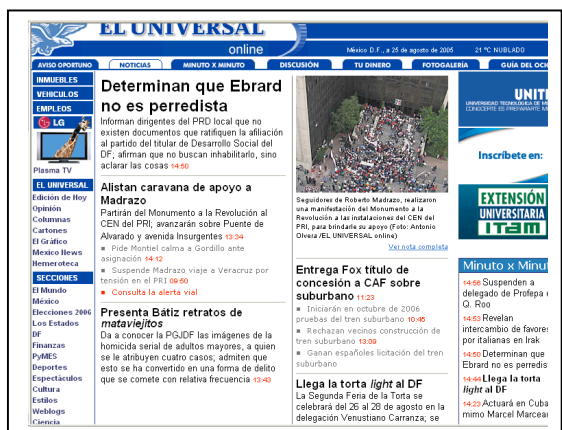 EL UNIVERSAL
online
México D.F., a 25 de agosto de 2005
21 °C NUBLADO
AVISO OPORTUNO
NOTICIAS
MINUTO X MINUTO
DISCUSIÓN
TU DINERO
FOTOGALERÍA
GUÍA DEL OCI
INMUEBLES
VEHICULOS
EMPLEOS
LG
Plasma TV
EL UNIVERSAL
Edición de Hoy
Opinión
Columnas
Cartones
El Gráfico
Mexico News
Hemeroteca
SECCIONES
El Mundo
México
Elecciones 2006
Los Estados
DF
Finanzas
PyMES
Deportes
Espectáculos
Cultura
Estilos
Weblogs
Ciencia
Determinan que Ebrard
no es perredista
Informan dirigentes del PRD local que no
existen documentos que ratifiquen la afiliación
al partido del titular de Desarrollo Social del
DF; afirman que no buscan inhabilitarlo, sino
aclarar las cosas 14:50
Alistan caravana de apoyo a
Madrazo
Partirán del Monumento a la Revolución al
CEN del PRI; avanzarán sobre Puente de
Alvarado y avenida Insurgentes 13:34
Pide Montiel calma a Gordillo ante
asignación 14:12
Suspende Madrazo viaje a Veracruz por
tensión en el PRI 09:50
Consulta la alerta vial
Presenta Bátiz retratos de
mataviejitos
Da a conocer la PGJDF las imágenes de la
homicida serial de adultos mayores, a quien
se le atribuyen cuatro casos; admiten que
esto se ha convertido en una forma de delito
que se comete con relativa frecuencia 13:43
Seguidores de Roberto Madrazo, realizaron
una manifestación del Monumento a la
Revolución a las instalaciones del CEN del
PRI, para brindarle su apoyo (Foto: Antonio
Olvera /EL UNIVERSAL online)
Ver nota completa
Entrega Fox título de
concesión a CAF sobre
suburbano 11:23
Iniciarán en octubre de 2006
pruebas del tren suburbano 10:45
Rechazan vecinos construcción de
tren suburbano 13:09
Ganan españoles licitación del tren
suburbano
Llega la torta light al DF
La Segunda Feria de la Torta se
celebrará del 26 al 28 de agosto en la
delegación Venustiano Carranza; se
UNIT
UNIVERSIDAD TECNOLÓGICA DE M
CONOCERTE ES PREPARARTE M
Inscríbete en:
EXTENSIÓN
UNIVERSITARIA
ITAM
Minuto x Minut
14:56 Suspenden a
delegado de Profepa e
Q. Roo
14:53 Revelan
intercambio de favores
por italianas en Irak
14:50 Determinan que
Ebrard no es perredis
14:44 Llega la torta
light al DF
14:23 Actuará en Cuba
mimo Marcel Marcea